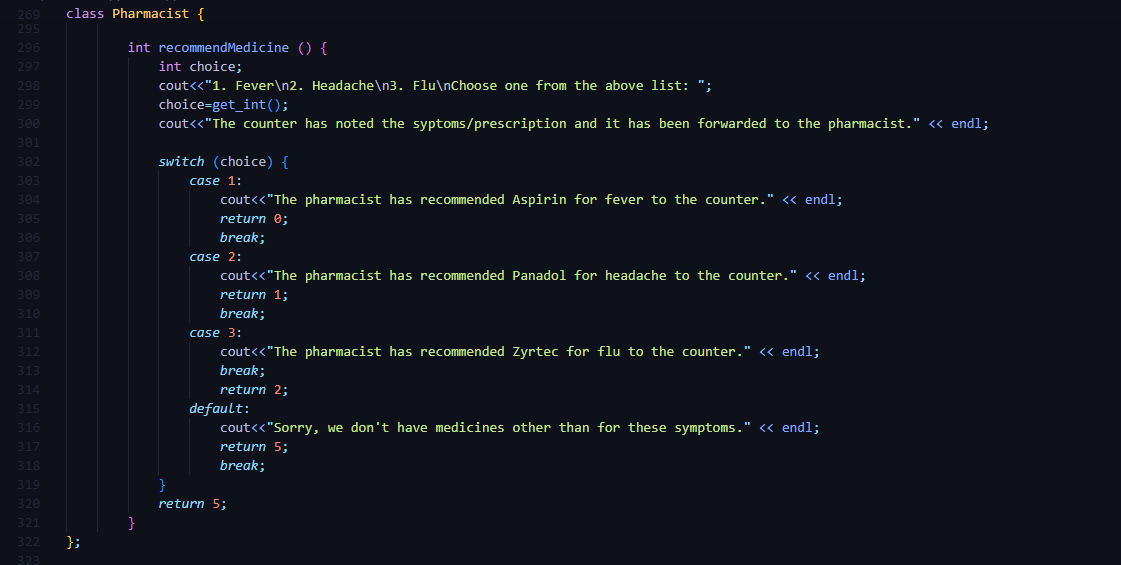 269 class Pharmacist {
295
296 int recommendMedicine () {
297 int choice;
298 cout<<"1. Fever\n2. Headache\n3. Flu\nChoose one from the above list: ";
299 choice=get_int();
300 cout<<"The counter has noted the syptoms/prescription and it has been forwarded to the pharmacist." << endl;
301
302 switch (choice) {
303 case 1:
304 cout<<"The pharmacist has recommended Aspirin for fever to the counter." << endl;
305 return 0;
306 break;
307 case 2:
308 cout<<"The pharmacist has recommended Panadol for headache to the counter." << endl;
309 return 1;
310 break;
311 case 3:
312 cout<<"The pharmacist has recommended Zyrtec for flu to the counter." << endl;
313 break;
314 return 2;
315 default:
316 cout<<"Sorry, we don't have medicines other than for these symptoms." << endl;
317 return 5;
318 break;
319 }
320 return 5;
321 }
322 };
323